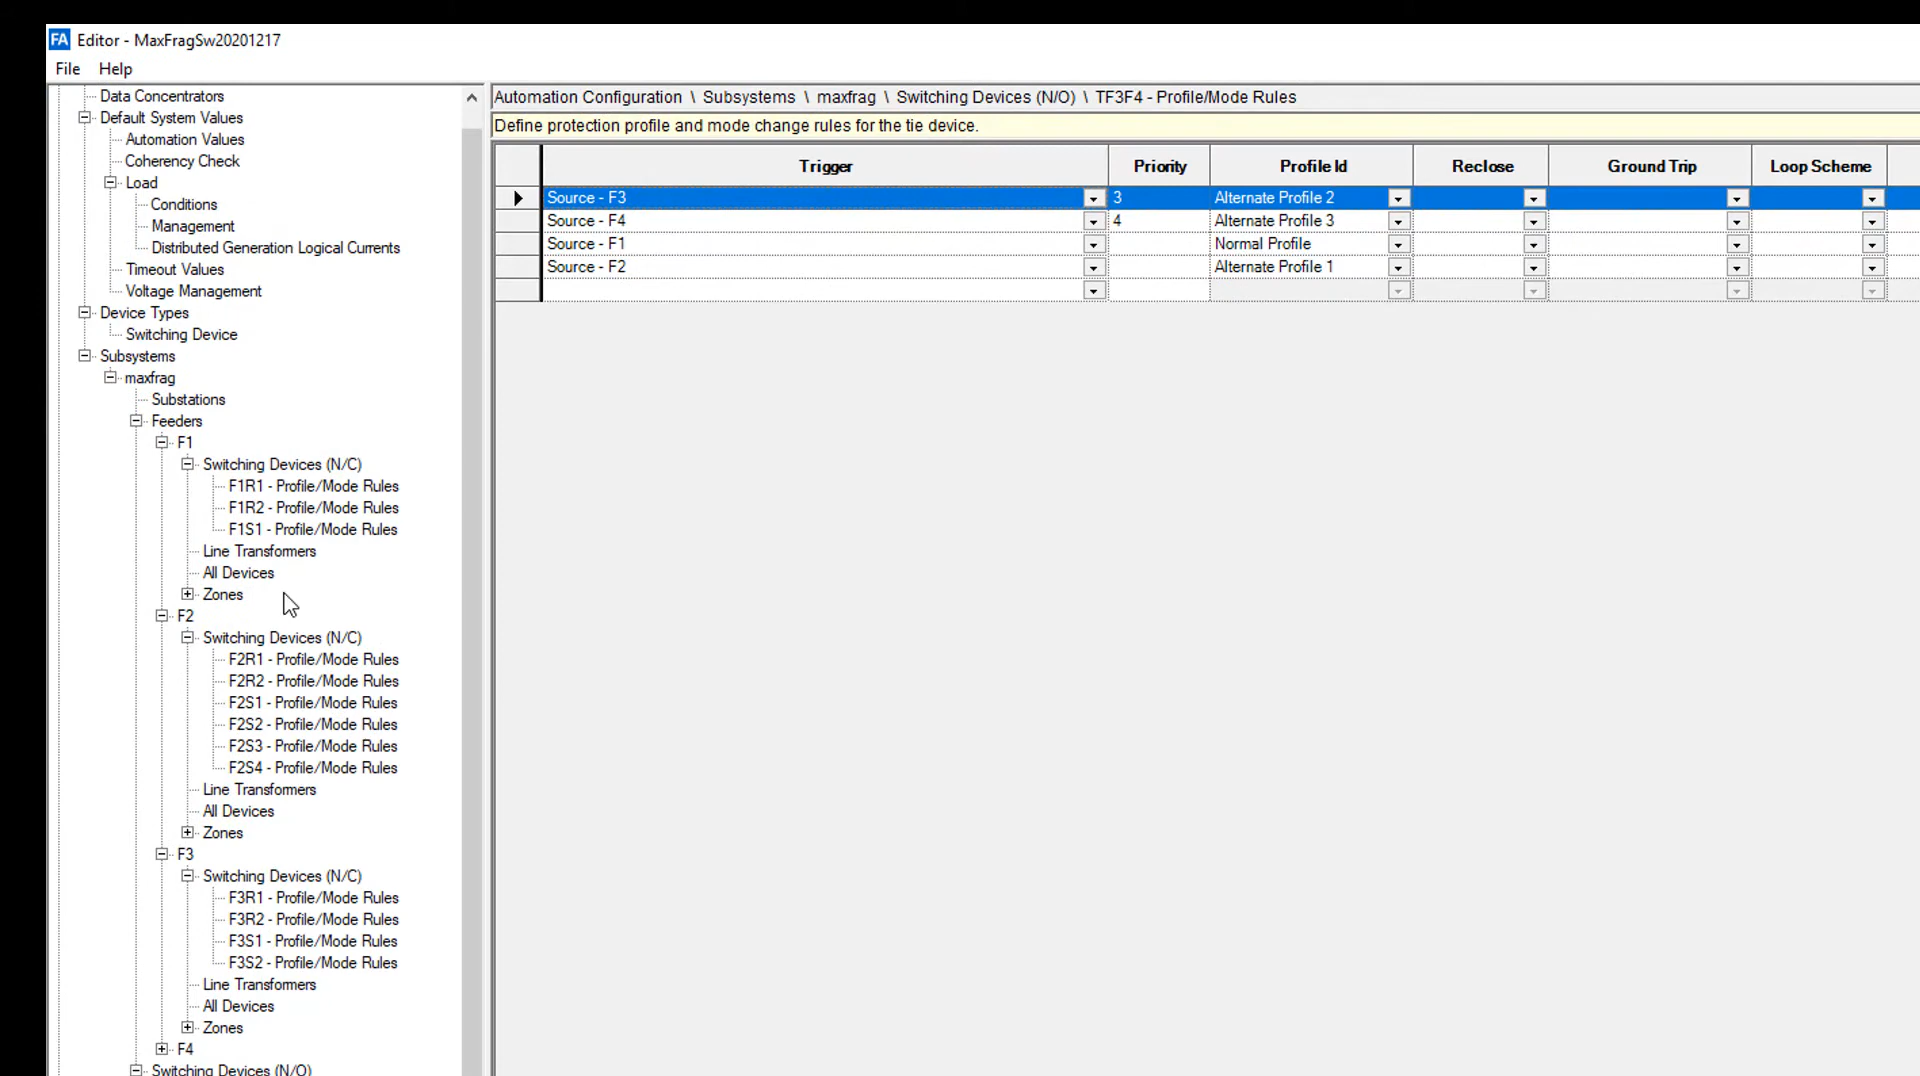 FA Editor - MaxFragSw20201217
File Help
Data Concentrators
Default System Values
Automation Values
Coherency Check
Load
Conditions
Management
Distributed Generation Logical Currents
Timeout Values
Voltage Management
Device Types
Switching Device
Subsystems
maxfrag
Substations
Feeders
F1
Switching Devices (N/C)
F1R1 - Profile/Mode Rules
F1R2 - Profile/Mode Rules
F1S1 - Profile/Mode Rules
Line Transformers
All Devices
Zones
F2
Switching Devices (N/C)
F2R1 - Profile/Mode Rules
F2R2 - Profile/Mode Rules
F2S1 - Profile/Mode Rules
F2S2 - Profile/Mode Rules
F2S3 - Profile/Mode Rules
F2S4 - Profile/Mode Rules
Line Transformers
All Devices
Zones
F3
Switching Devices (N/C)
F3R1 - Profile/Mode Rules
F3R2 - Profile/Mode Rules
F3S1 - Profile/Mode Rules
F3S2 - Profile/Mode Rules
Line Transformers
All Devices
Zones
F4
Switching Devices (N/O)
Automation Configuration \ Subsystems \ maxfrag \ Switching Devices (N/O) \ TF3F4 - Profile/Mode Rules
Define protection profile and mode change rules for the tie device.
Trigger Priority Profile Id Reclose Ground Trip Loop Scheme
Source - F3 3 Alternate Profile 2
Source - F4 4 Alternate Profile 3
Source - F1 Normal Profile
Source - F2 Alternate Profile 1